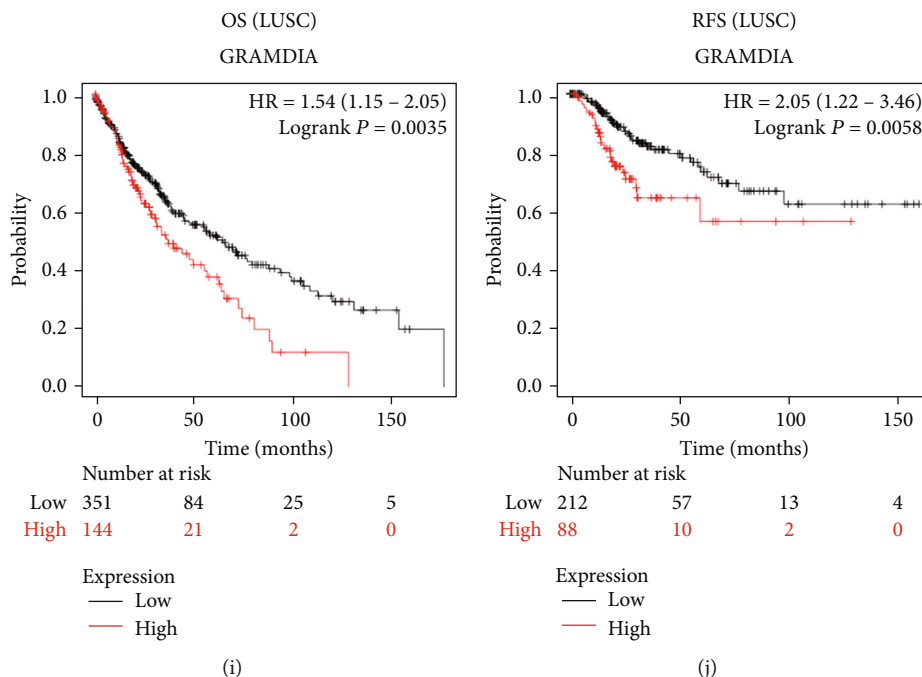 OS (LUSC)
GRAMDIA
HR = 1.54 (1.15 – 2.05)
Logrank P = 0.0035
Probability
1.0
0.8
0.6
0.4
0.2
0.0
0 50 100 150
Time (months)
Number at risk
Low 351 84 25 5
High 144 21 2 0
Expression
Low
High
(i)
RFS (LUSC)
GRAMDIA
HR = 2.05 (1.22 – 3.46)
Logrank P = 0.0058
Probability
1.0
0.8
0.6
0.4
0.2
0.0
0 50 100 150
Time (months)
Number at risk
Low 212 57 13 4
High 88 10 2 0
Expression
Low
High
(j)